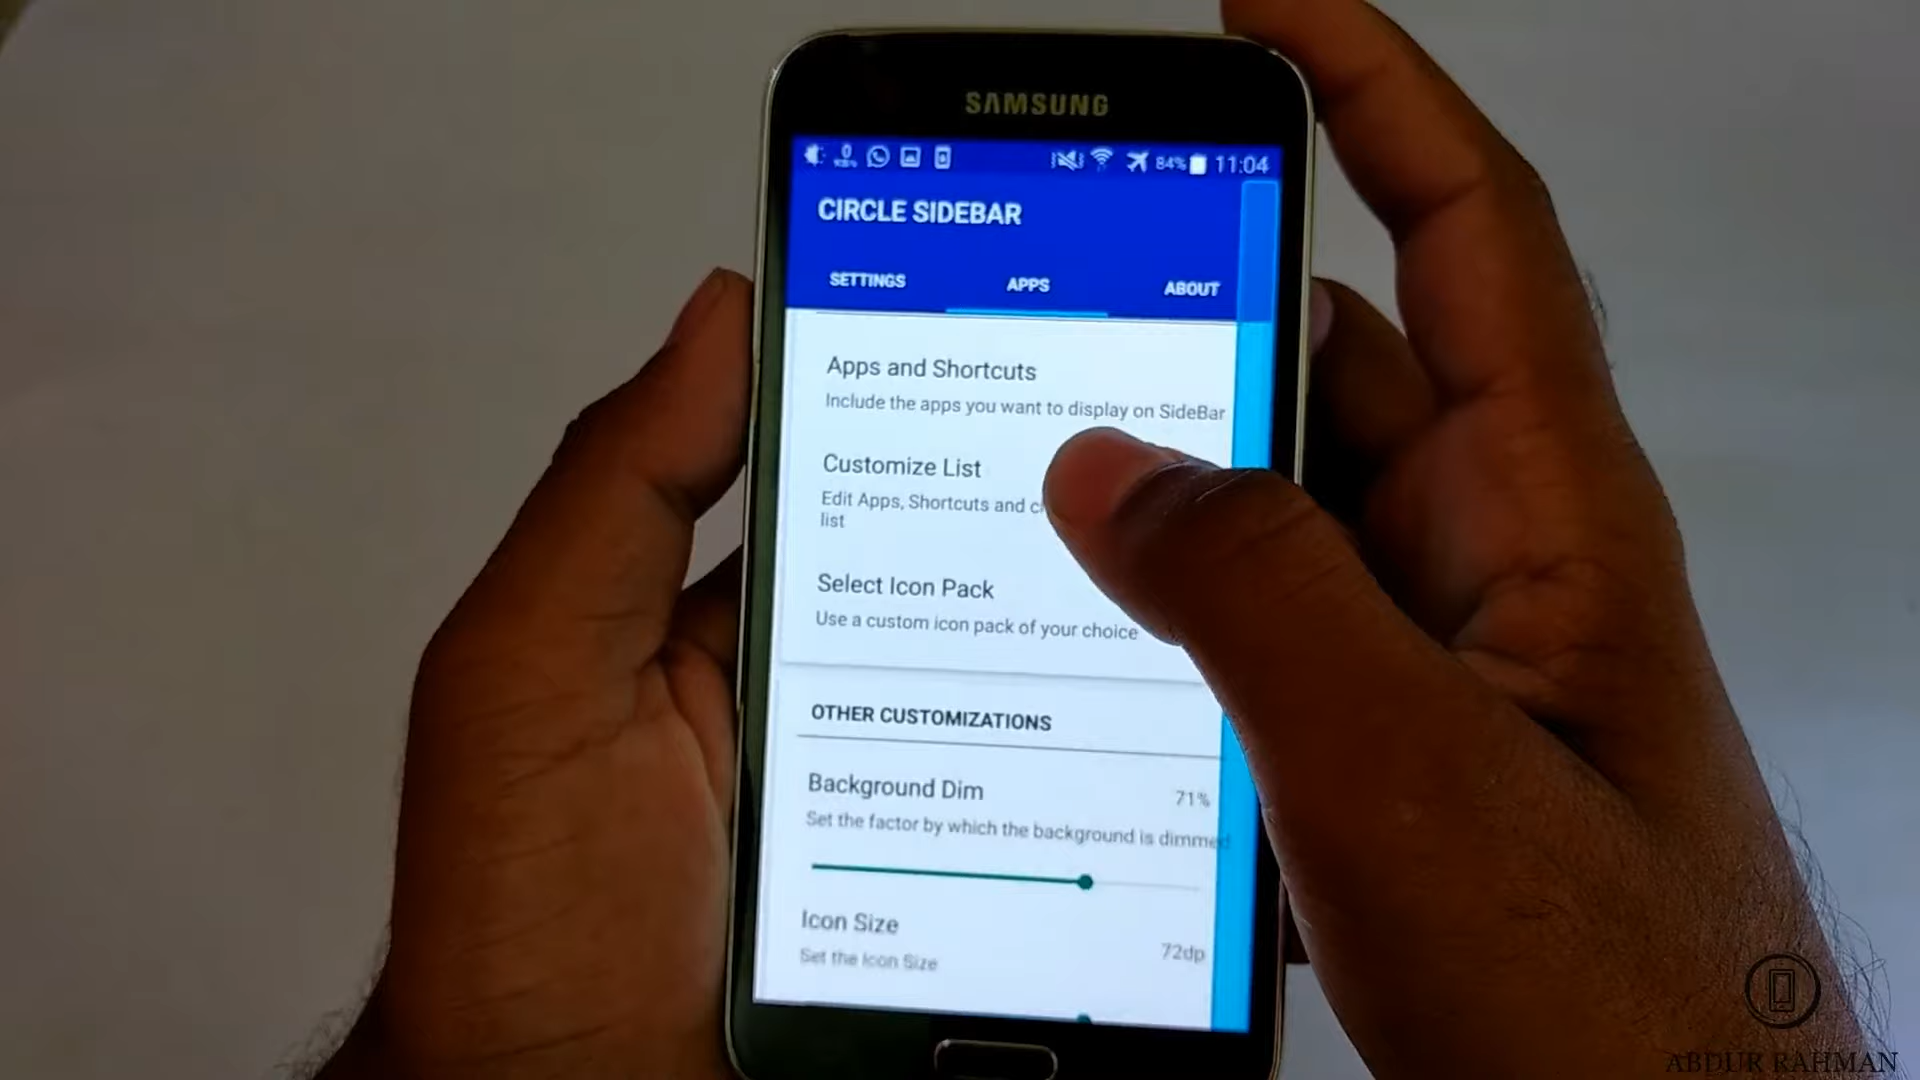 SAMSUNG
84% 11:04
CIRCLE SIDEBAR
SETTINGS APPS ABOUT
Apps and Shortcuts
Include the apps you want to display on SideBar
Customize List
Edit Apps, Shortcuts and
list
Select Icon Pack
Use a custom icon pack of your choice
OTHER CUSTOMIZATIONS
Background Dim 71%
Set the factor by which the background is dimmed
Icon Size 72dp
Set the Icon Size
ABDUR RAHMAN